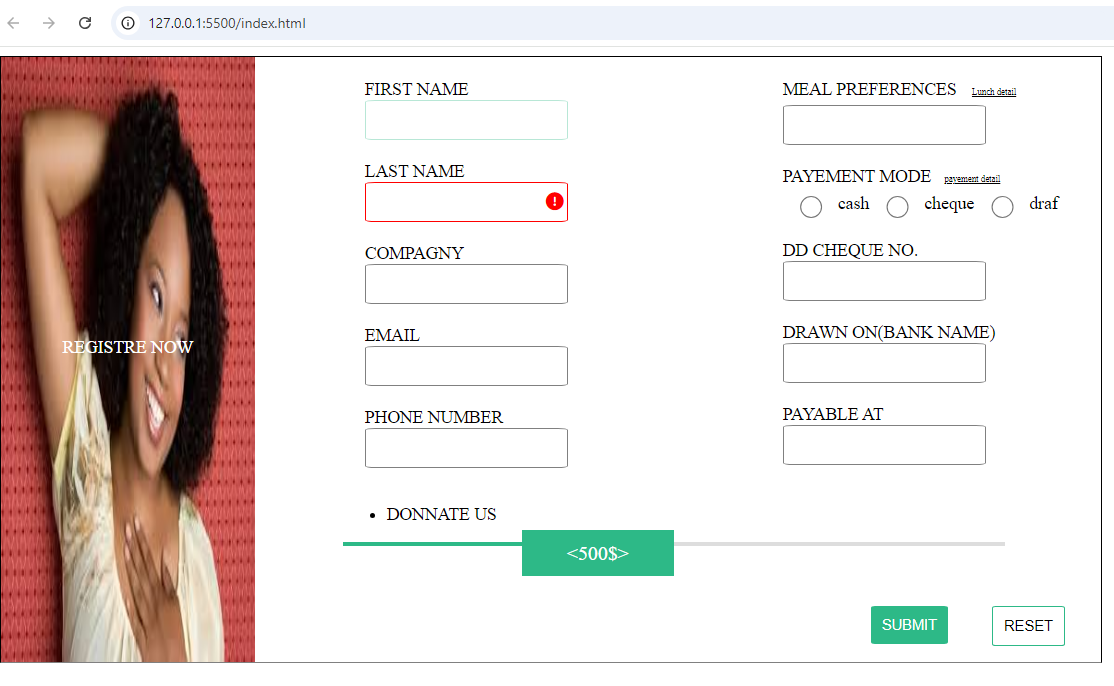 127.0.0.1:5500/index.html
REGISTRE NOW
FIRST NAME
LAST NAME
!
COMPAGNY
EMAIL
PHONE NUMBER
MEAL PREFERENCES Lunch detail
PAYEMENT MODE payement detail
cash cheque draf
DD CHEQUE NO.
DRAWN ON(BANK NAME)
PAYABLE AT
• DONNATE US
<500$>
SUBMIT RESET